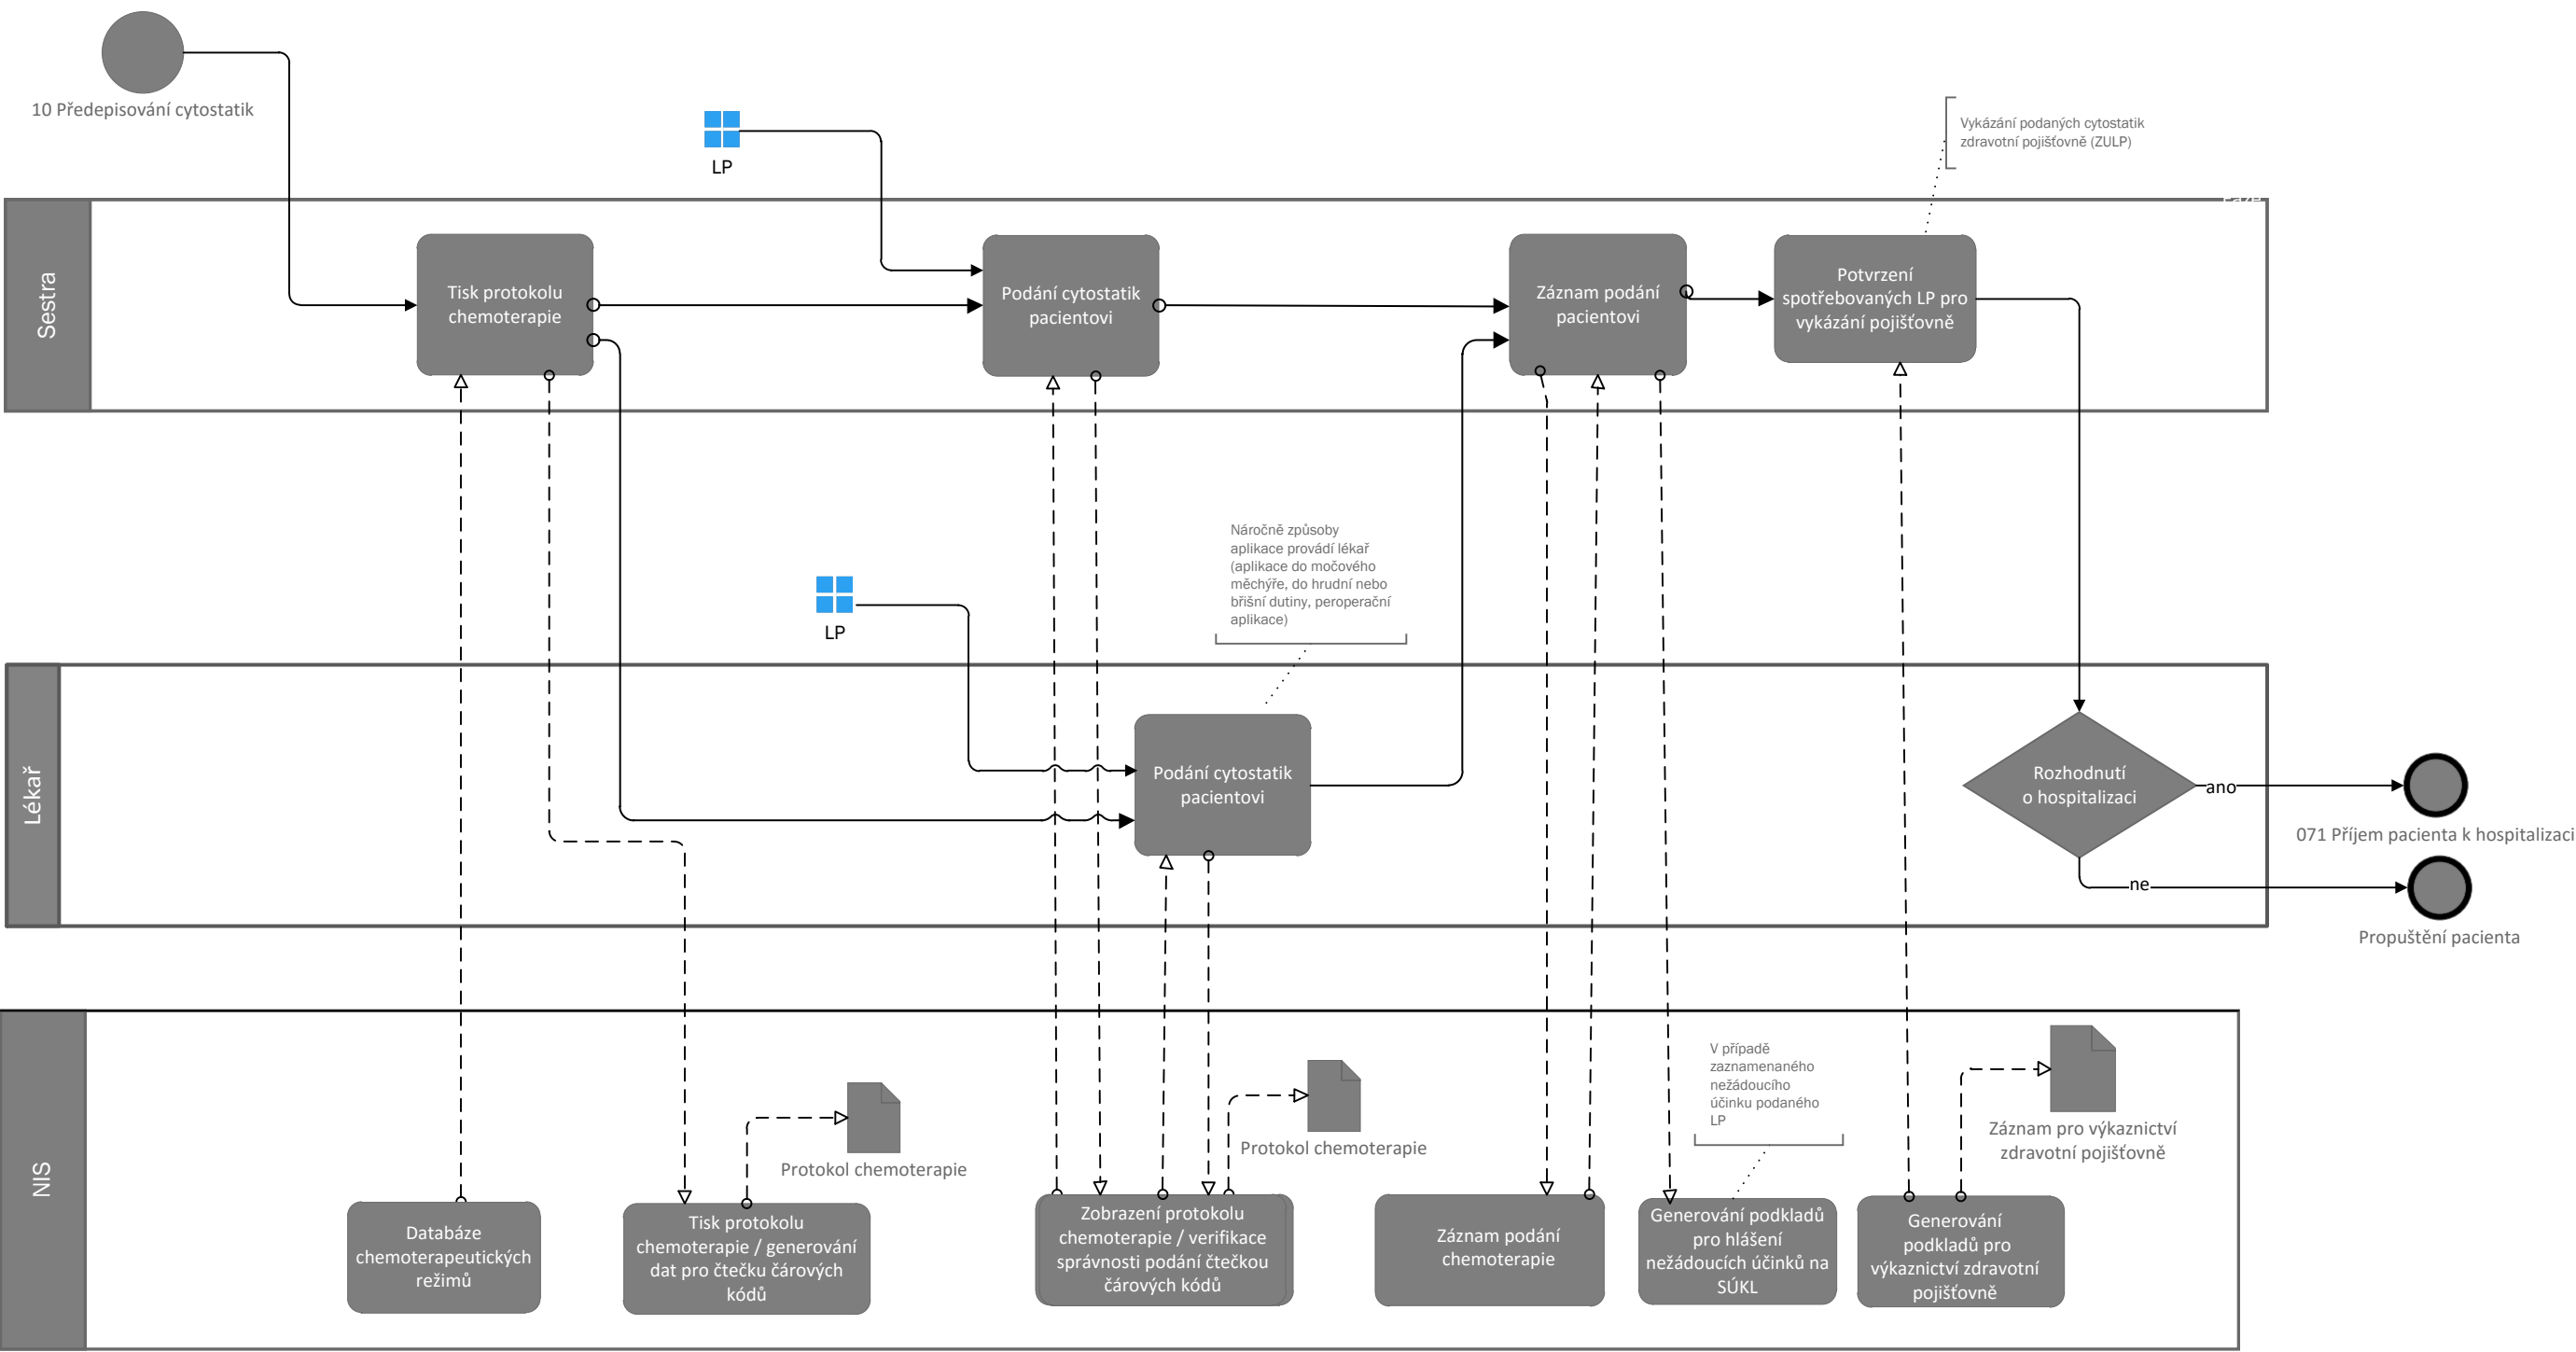 10 Předepisování cytostatik
LP
Vykázání podaných cytostatik
zdravotní pojišťovně (ZULP)
Sestra
Tisk protokolu
chemoterapie
Podání cytostatik
pacientovi
Záznam podání
pacientovi
Potvrzení
spotřebovaných LP pro
vykázání pojišťovně
Náročně způsoby
aplikace provádí lékař
(aplikace do močového
měchýře, do hrudní nebo
břišní dutiny, peroperační
aplikace)
LP
Lékař
Podání cytostatik
pacientovi
Rozhodnutí
o hospitalizaci
ano
071 Příjem pacienta k hospitalizaci
ne
Propuštění pacienta
NIS
V případě
zaznamenaného
nežádoucího
účinku podaného
LP
Protokol chemoterapie
Protokol chemoterapie
Záznam pro výkaznictví
zdravotní pojišťovně
Databáze
chemoterapeutických
režimů
Tisk protokolu
chemoterapie / generování
dat pro čtečku čárových
kódů
Zobrazení protokolu
chemoterapie / verifikace
správnosti podání čtečkou
čárových kódů
Záznam podání
chemoterapie
Generování podkladů
pro hlášení
nežádoucích účinků na
SÚKL
Generování
podkladů pro
výkaznictví zdravotní
pojišťovně